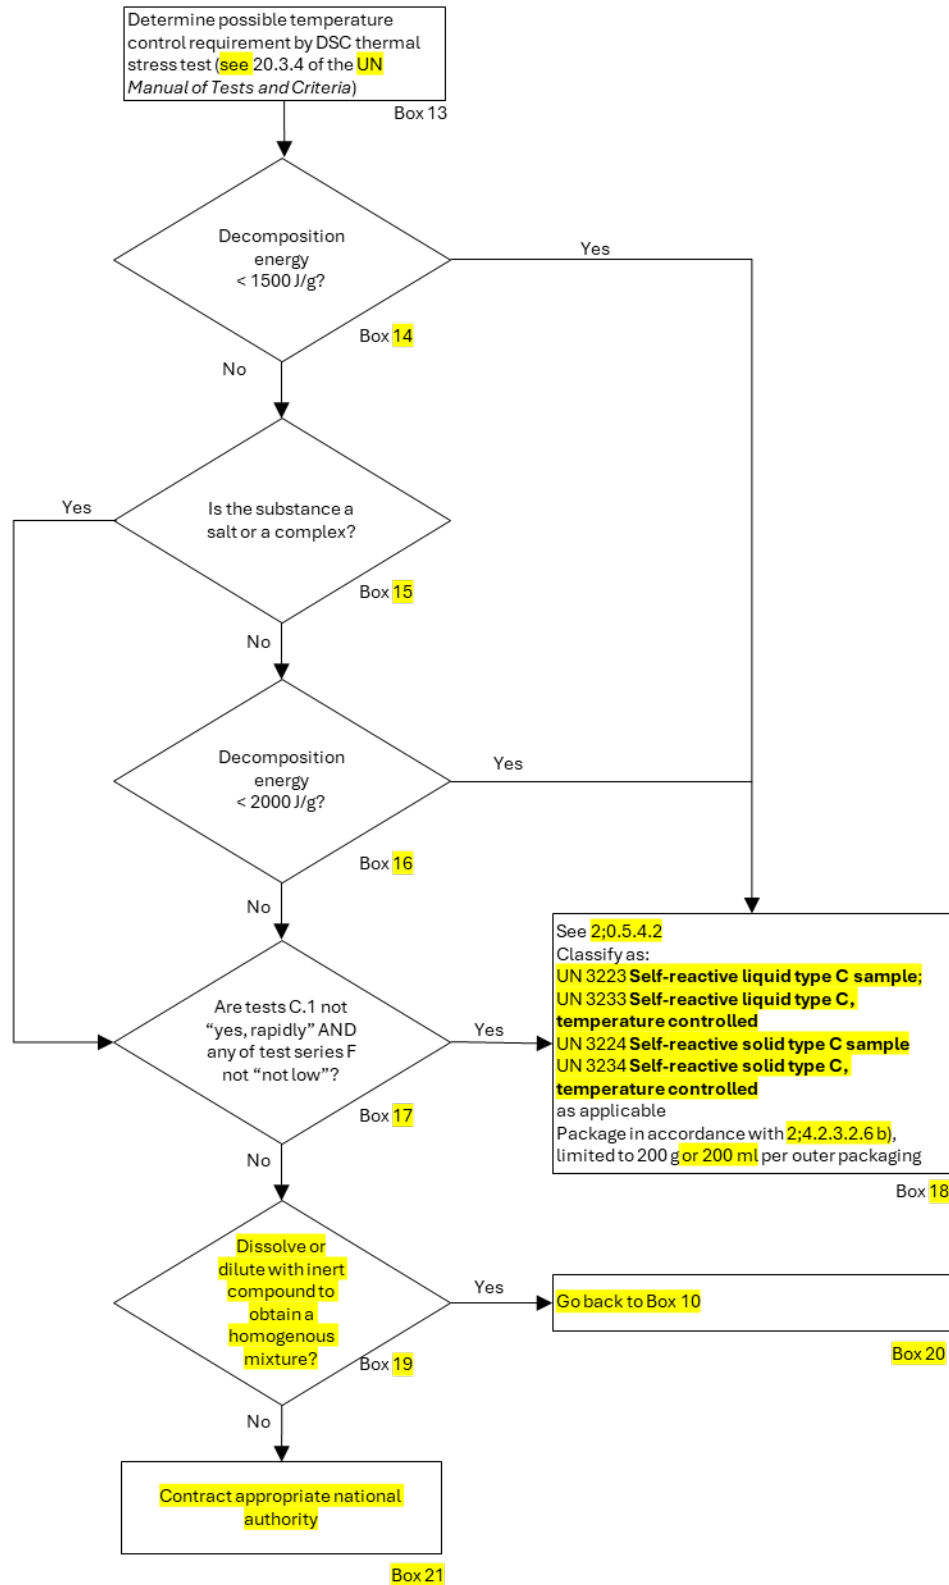 Determine possible temperature
control requirement by DSC thermal
stress test (see 20.3.4 of the UN
Manual of Tests and Criteria)
Box 13
Decomposition
energy
< 1500 J/g?
Yes
Box 14
No
Is the substance a
salt or a complex?
Yes
Box 15
No
Decomposition
energy
< 2000 J/g?
Yes
Box 16
No
Are tests C.1 not
“yes, rapidly” AND
any of test series F
not “not low”?
Yes
Box 17
No
See 2;0.5.4.2
Classify as:
UN 3223 Self-reactive liquid type C sample;
UN 3233 Self-reactive liquid type C,
temperature controlled
UN 3224 Self-reactive solid type C sample
UN 3234 Self-reactive solid type C,
temperature controlled
as applicable
Package in accordance with 2;4.2.3.2.6 b),
limited to 200 g or 200 ml per outer packaging
Box 18
Dissolve or
dilute with inert
compound to
obtain a
homogenous
mixture?
Yes
Box 19
No
Go back to Box 10
Box 20
Contract appropriate national
authority
Box 21